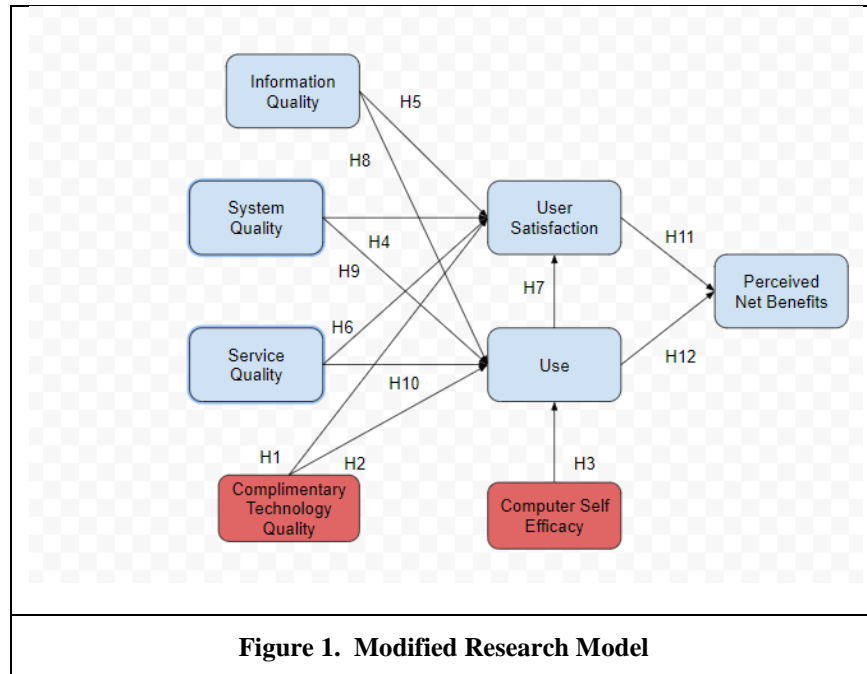 Information
Quality
H5
H8
System
Quality
User
Satisfaction
H4
H11
H9
H7
Perceived
Net Benefits
H6
Service
Quality
Use
H10
H12
H1
H2
H3
Complimentary
Technology
Quality
Computer Self
Efficacy
Figure 1. Modified Research Model